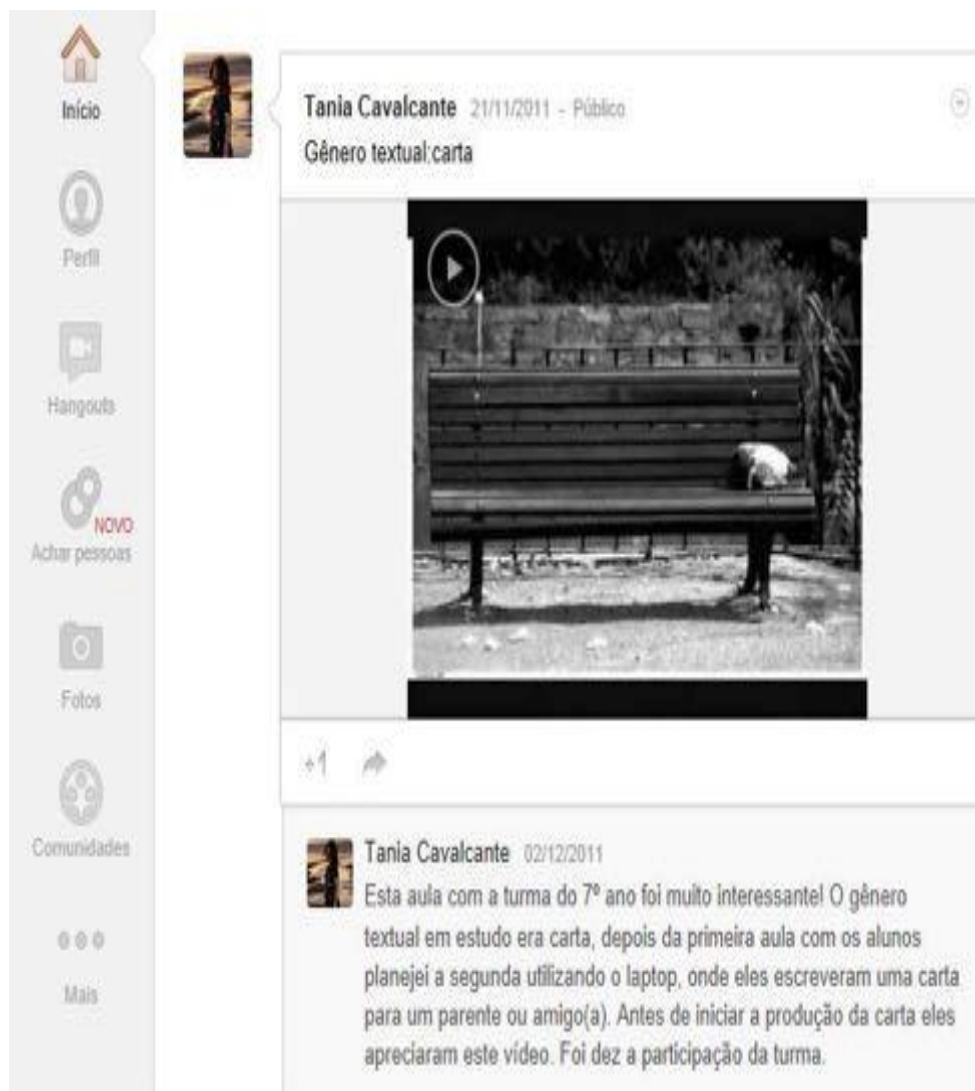 Início
Perfil
Hangouts
NOVO
Achar pessoas
Fotos
Comunidades
Mais
Tania Cavalcante 21/11/2011 - Público
Gênero textual:carta
+1
Tania Cavalcante 02/12/2011
Esta aula com a turma do 7º ano foi muito interessante! O gênero
textual em estudo era carta, depois da primeira aula com os alunos
planejei a segunda utilizando o laptop, onde eles escreveram uma carta
para um parente ou amigo(a). Antes de iniciar a produção da carta eles
apreciaram este vídeo. Foi dez a participação da turma.